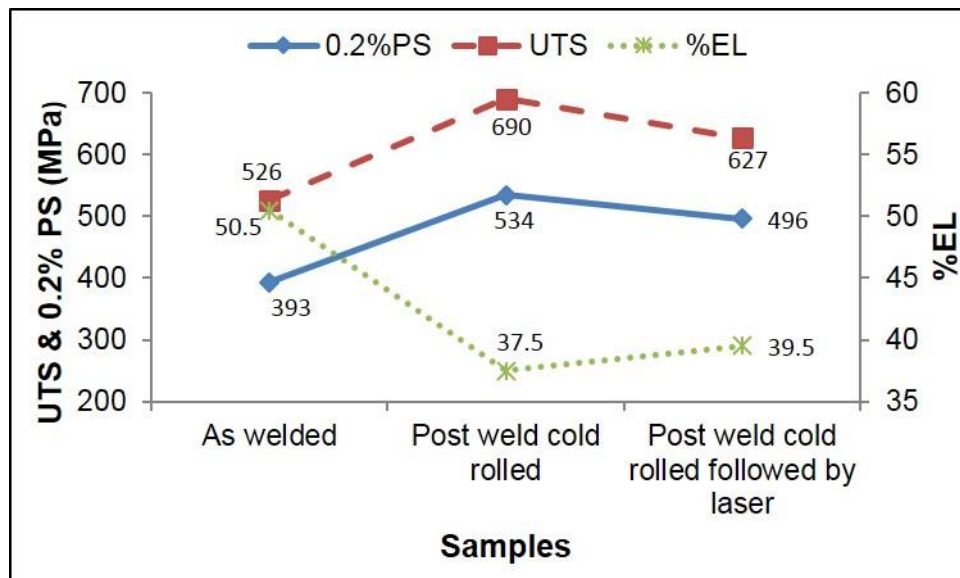 0.2%PS UTS %EL
700
600
500
400
300
200
UTS & 0.2% PS (MPa)
60
55
50
45
40
35
%EL
526
50.5
393
690
534
37.5
627
496
39.5
As welded
Post weld cold
rolled
Post weld cold
rolled followed by
laser
Samples